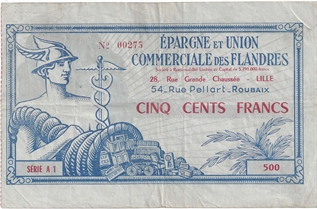 No 00275
ÉPARGNE ET UNION
COMMERCIALE DES FLANDRES
28, Rue Grande Chaussée - LILLE
54, Rue Pellart - ROUBAIX
CINQ CENTS FRANCS
SÉRIE A 1
500